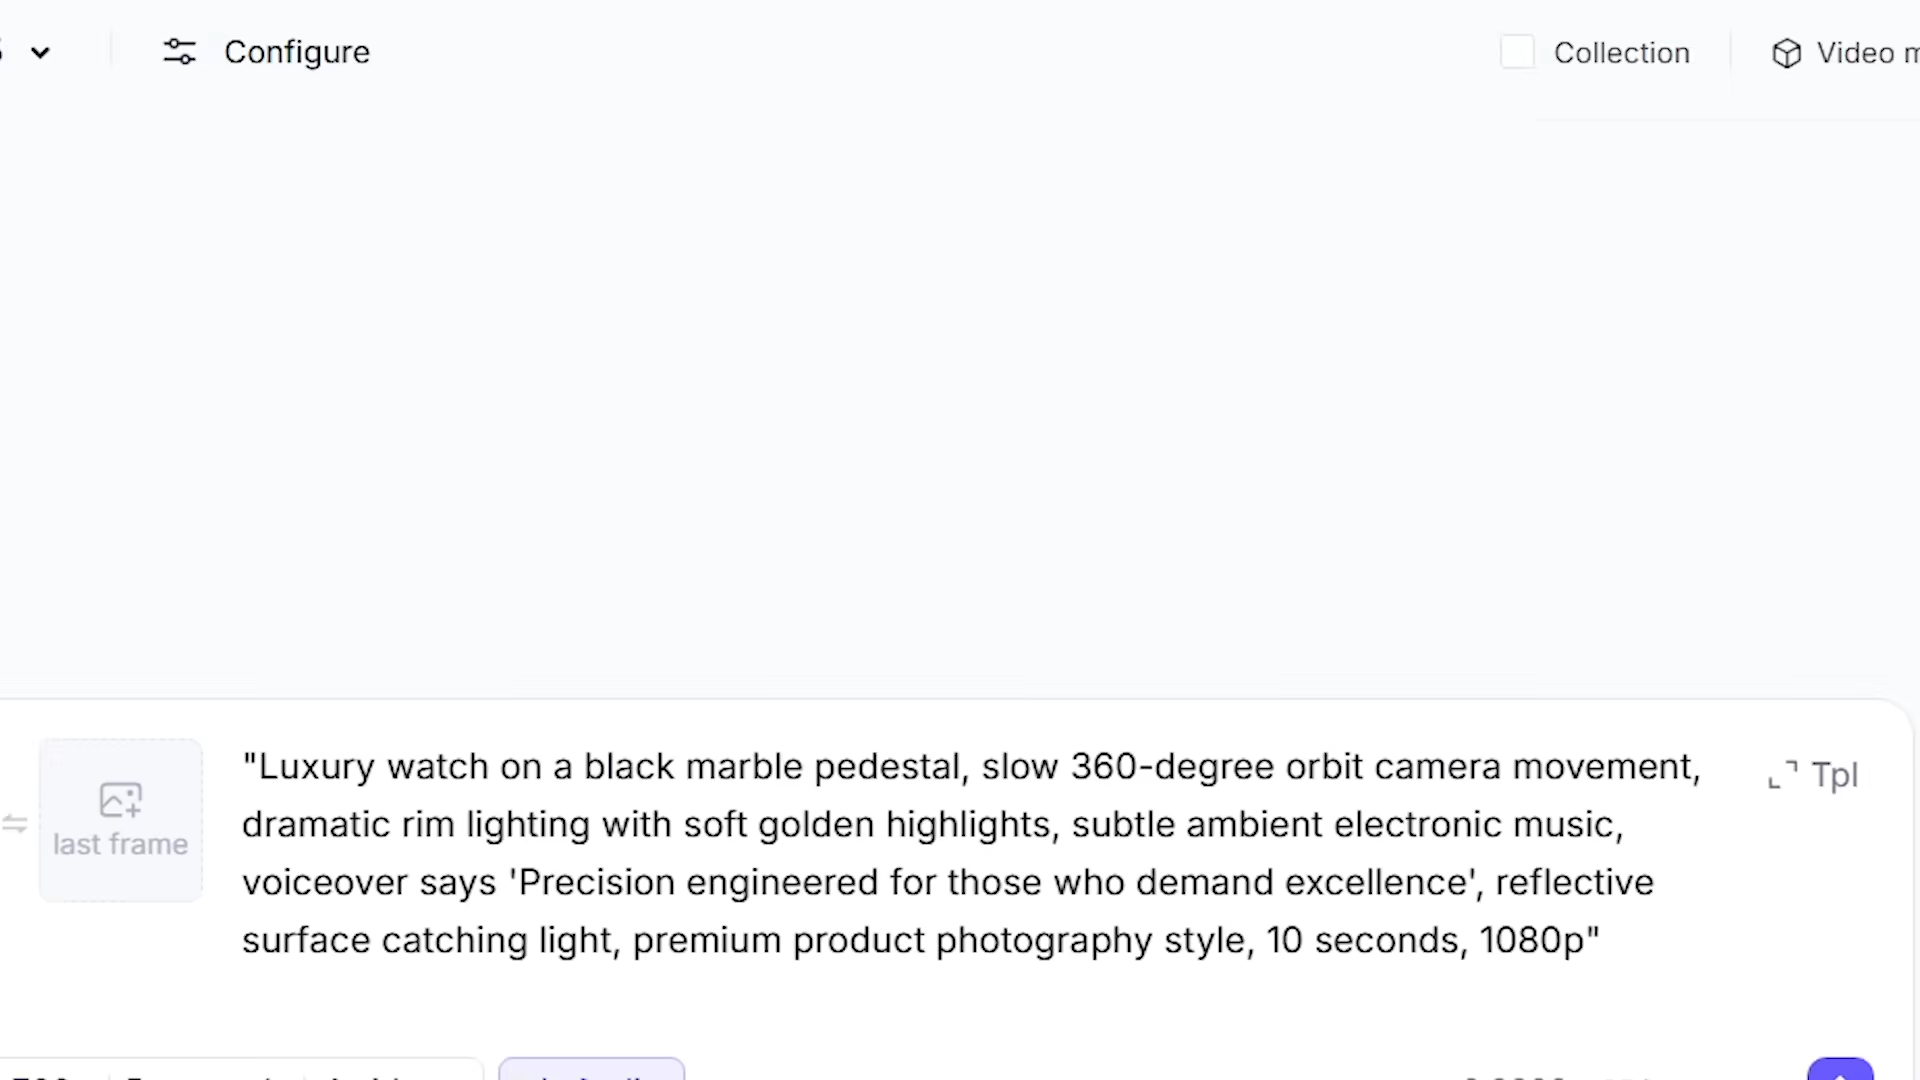 Configure
Collection
Video
"Luxury watch on a black marble pedestal, slow 360-degree orbit camera movement,
dramatic rim lighting with soft golden highlights, subtle ambient electronic music,
voiceover says 'Precision engineered for those who demand excellence', reflective
surface catching light, premium product photography style, 10 seconds, 1080p"
Tpl
last frame